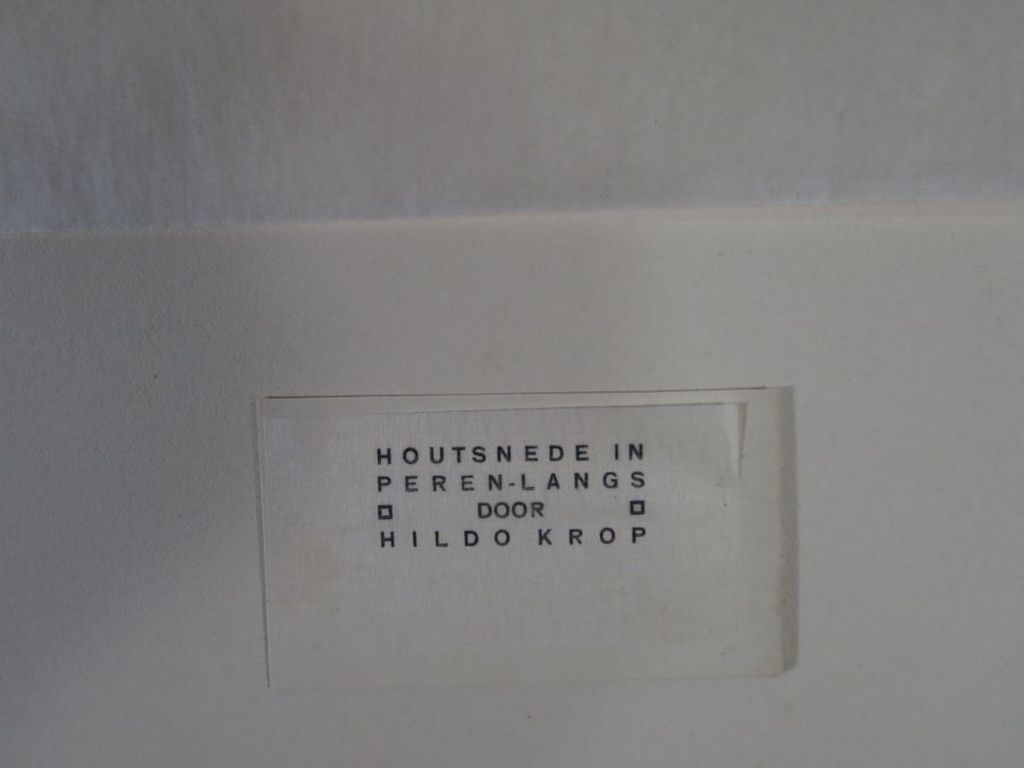 HOUTSNEDE IN
PEREN-LANGS
DOOR
HILDO KROP